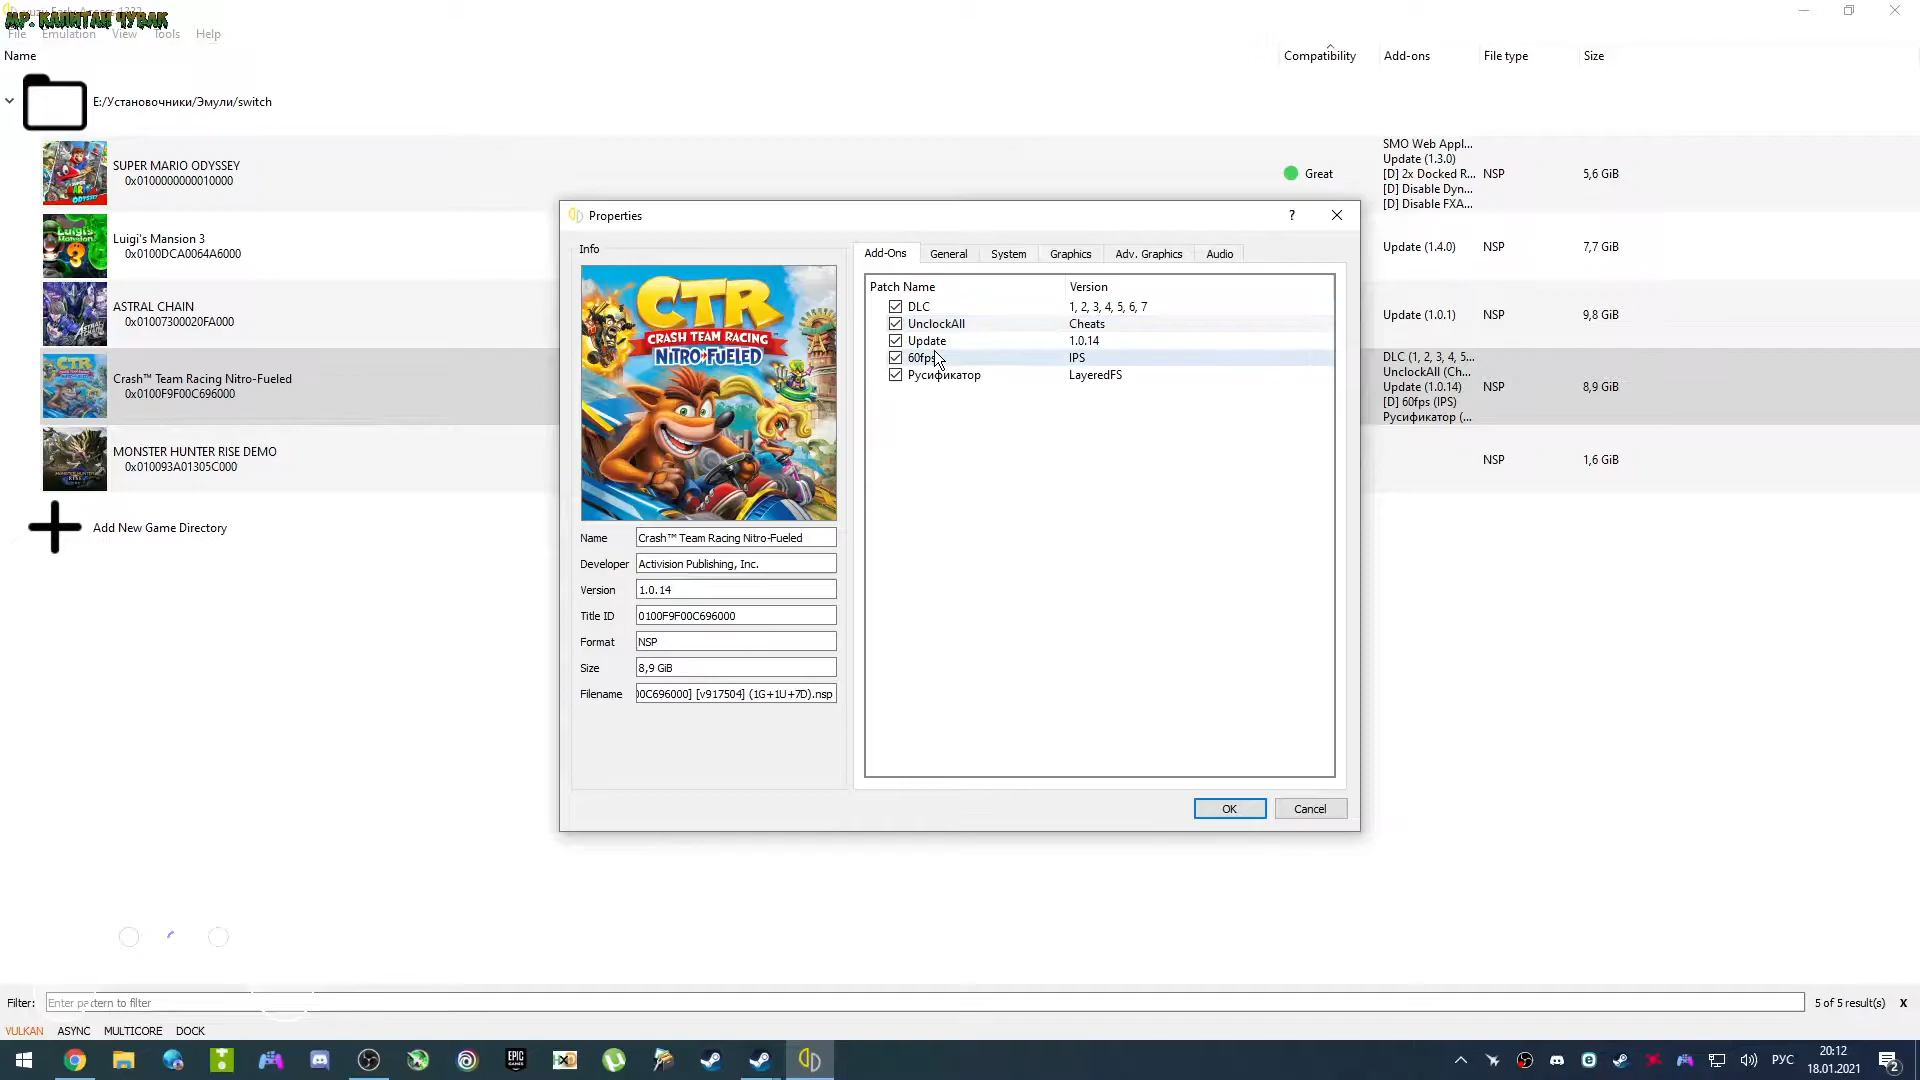 МР. КАПИТАН ЧУВАК
File Emulation View Tools Help
Name Compatibility Add-ons File type Size
E:/Установочники/Эмули/switch
SUPER MARIO ODYSSEY
0x0100000000010000
Great
SMO Web Appl...
Update (1.3.0)
[D] 2x Docked R...
[D] Disable Dyn...
[D] Disable FXA...
NSP
5,6 GiB
Luigi's Mansion 3
0x0100DCA0064A6000
Update (1.4.0)
NSP
7,7 GiB
ASTRAL CHAIN
0x01007300020FA000
Update (1.0.1)
NSP
9,8 GiB
Crash™ Team Racing Nitro-Fueled
0x0100F9F00C696000
DLC (1, 2, 3, 4, 5...
UnclockAll (Ch...
Update (1.0.14)
[D] 60fps (IPS)
Русификатор (...
NSP
8,9 GiB
MONSTER HUNTER RISE DEMO
0x010093A01305C000
NSP
1,6 GiB
Add New Game Directory
Properties
?
Info
CTR
CRASH TEAM RACING
NITRO-FUELED
Name Crash™ Team Racing Nitro-Fueled
Developer Activision Publishing, Inc.
Version 1.0.14
Title ID 0100F9F00C696000
Format NSP
Size 8,9 GiB
Filename 00C696000] [v917504] (1G+1U+7D).nsp
Add-Ons General System Graphics Adv. Graphics Audio
Patch Name Version
DLC 1, 2, 3, 4, 5, 6, 7
UnclockAll Cheats
Update 1.0.14
60fps IPS
Русификатор LayeredFS
OK Cancel
Filter: Enter pattern to filter 5 of 5 result(s) X
VULKAN ASYNC MULTICORE DOCK
EPIC GAMES
РУС
20:12
18.01.2021
2